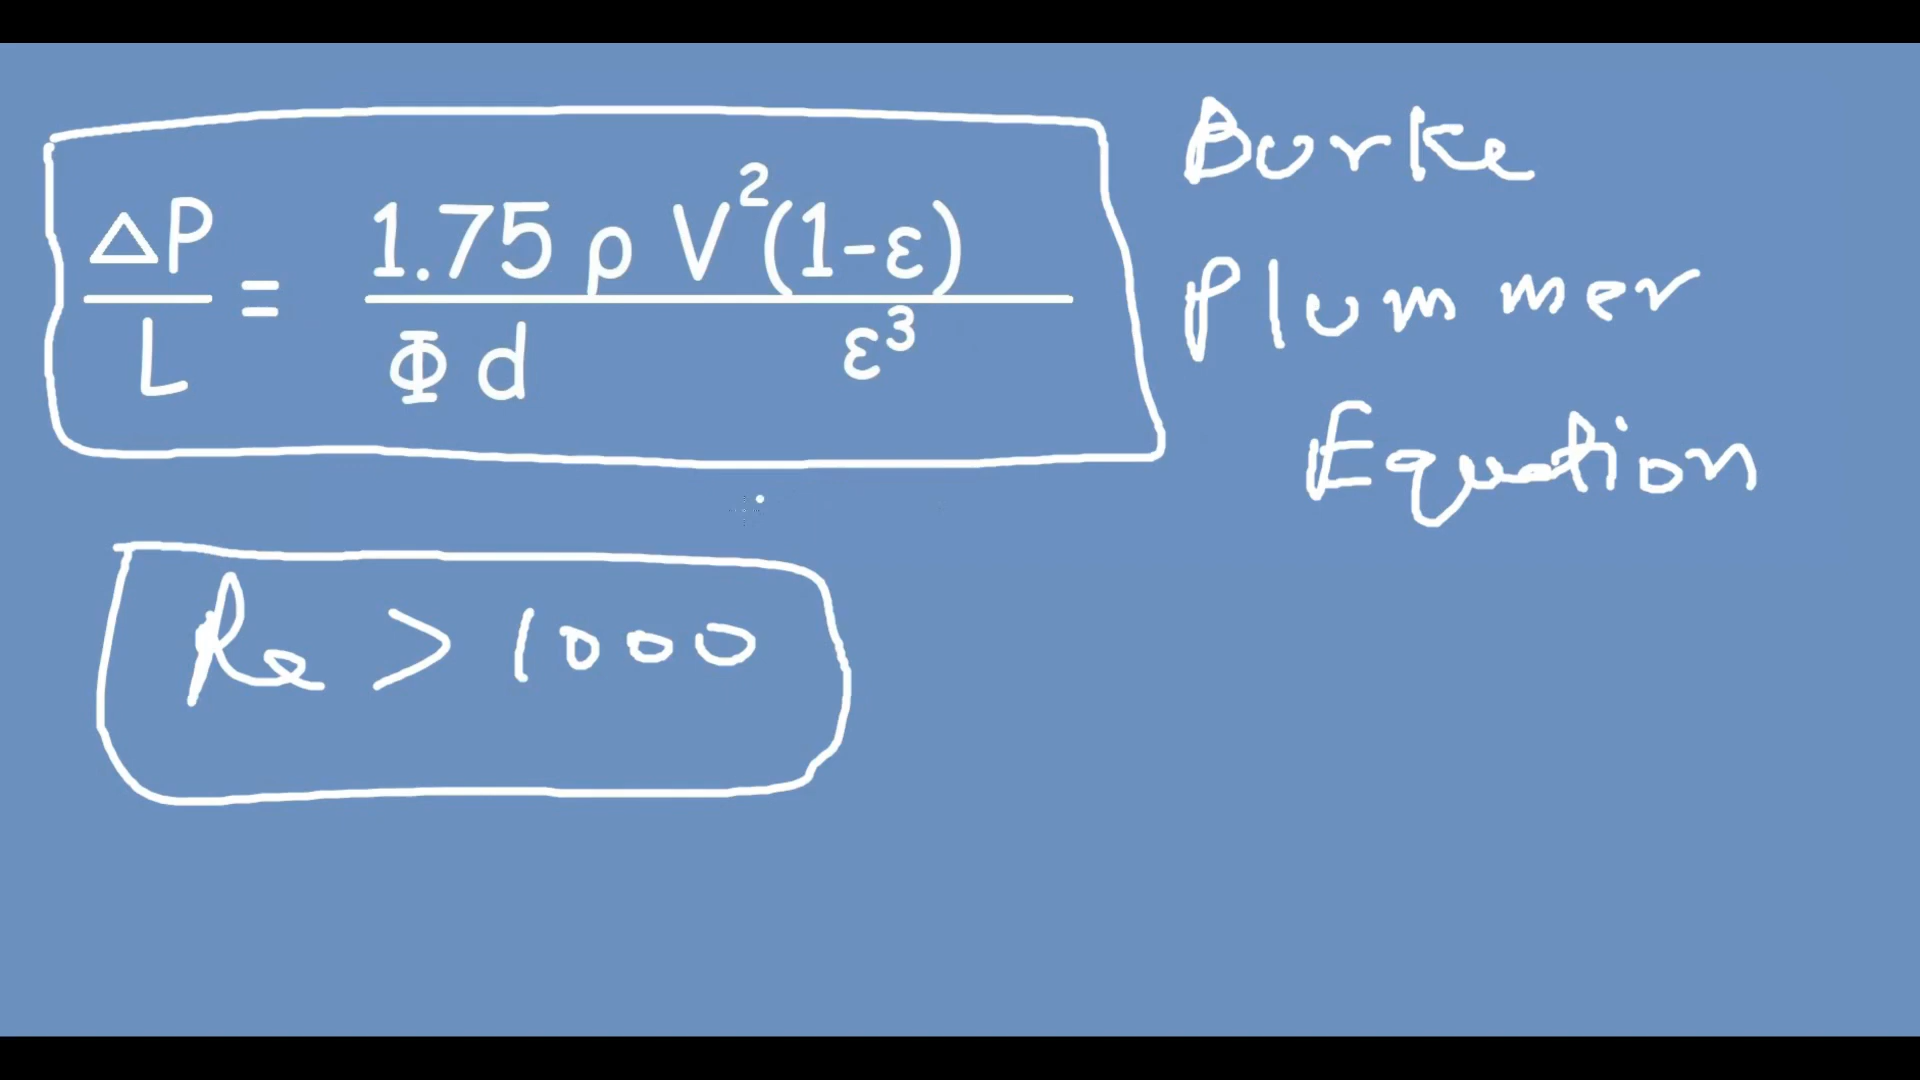 ΔP/L = 1.75 ρ V²(1-ε) / Φ d ε³
Burke
Plummer
Equation
Re > 1000